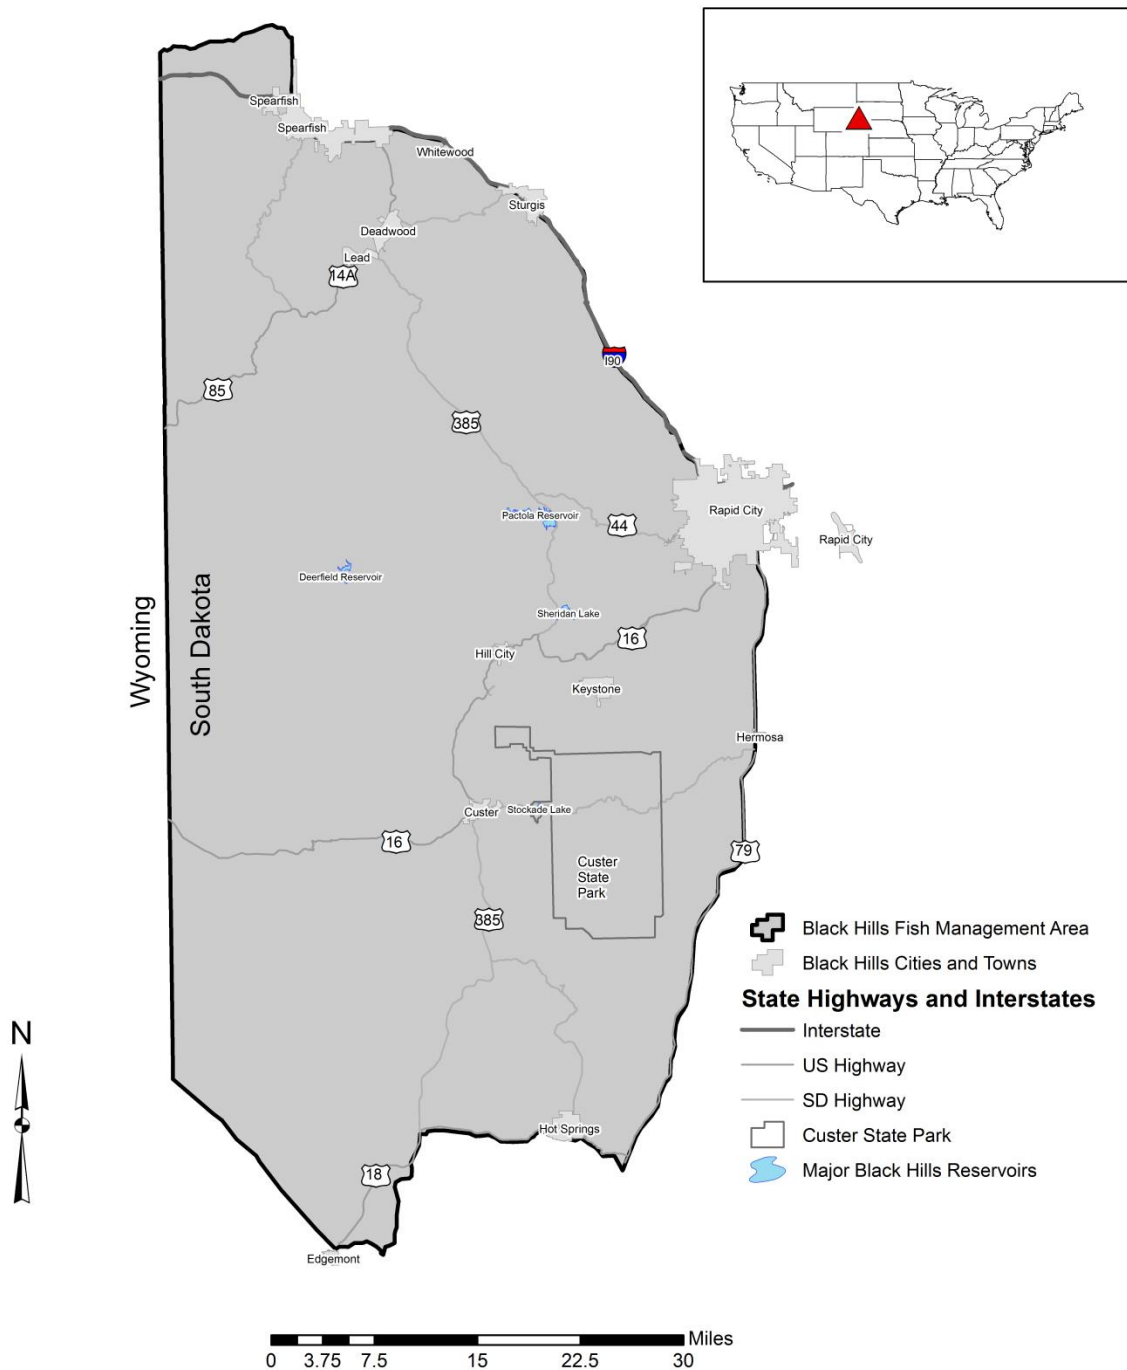 Spearfish
Spearfish
Whitewood
Sturgis
Deadwood
Lead
14A
I90
85
385
Rapid City
Pactola Reservoir
44
Rapid City
Deerfield Reservoir
Wyoming
South Dakota
Sheridan Lake
16
Hill City
Keystone
Hermosa
Custer
Stockade Lake
16
79
Custer
State
Park
385
Hot Springs
18
Edgemont
N
Black Hills Fish Management Area
Black Hills Cities and Towns
State Highways and Interstates
Interstate
US Highway
SD Highway
Custer State Park
Major Black Hills Reservoirs
Miles
0 3.75 7.5 15 22.5 30